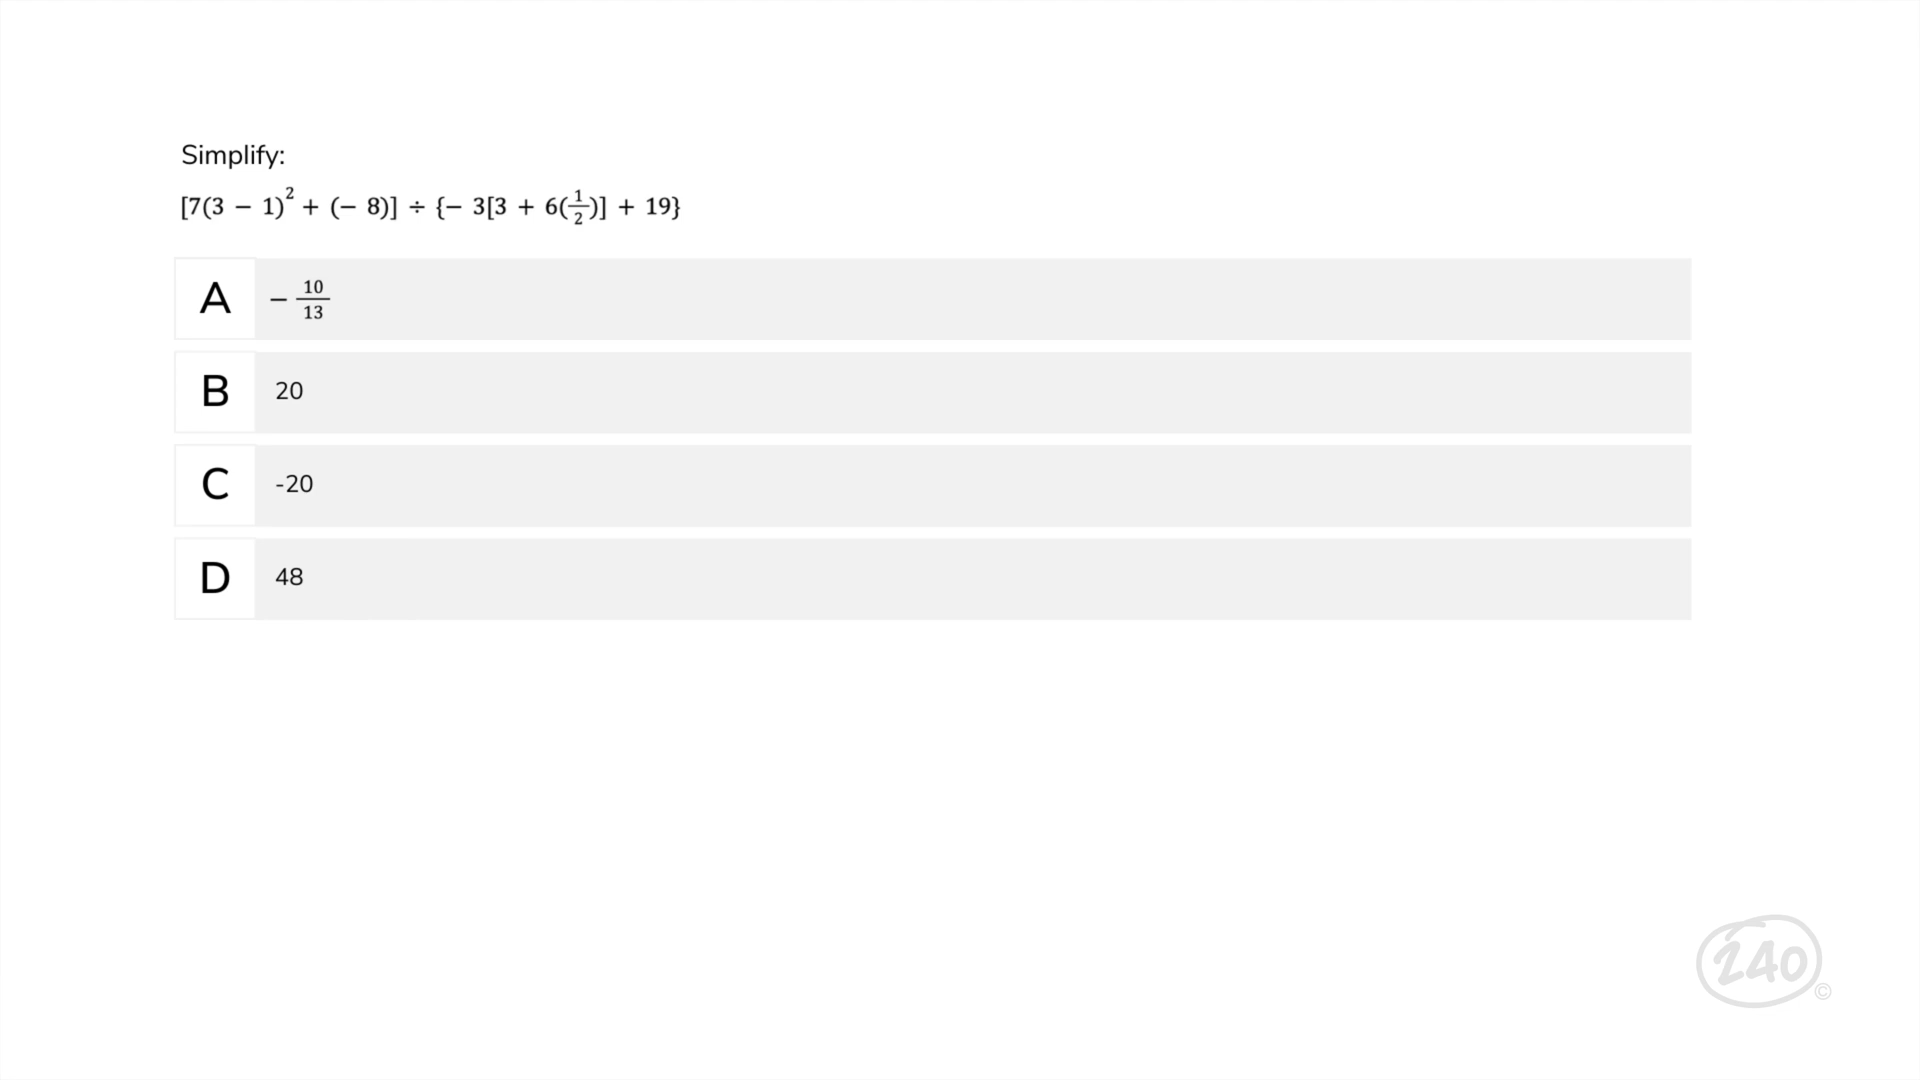 Simplify:
[7(3 − 1)² + (− 8)] ÷ {− 3[3 + 6(1/2)] + 19}
A − 10/13
B 20
C -20
D 48
240 ©